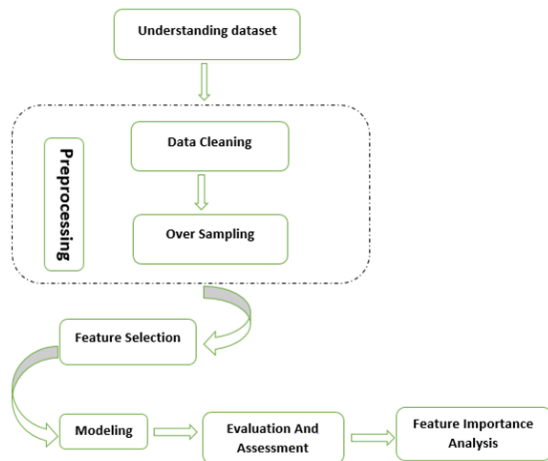 Understanding dataset
Preprocessing
Data Cleaning
Over Sampling
Feature Selection
Modeling
Evaluation And
Assessment
Feature Importance
Analysis